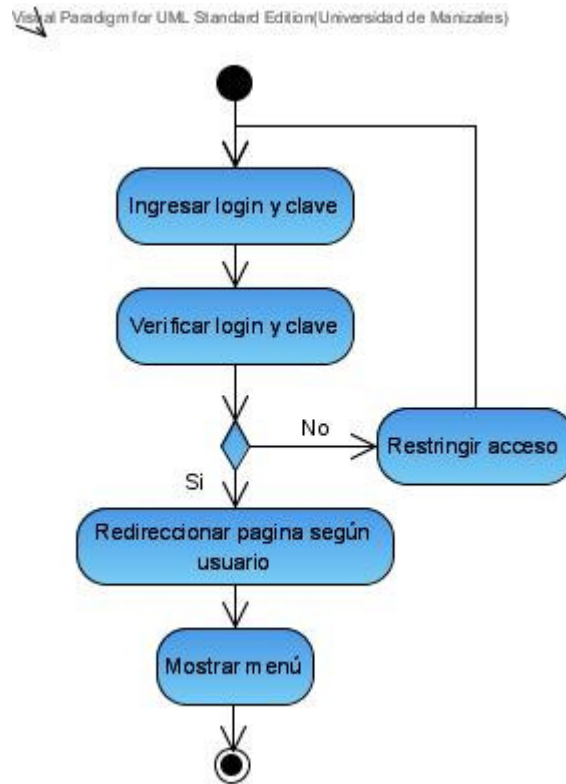 Visual Paradigm for UML Standard Edition(Universidad de Manizales)
Ingresar login y clave
Verificar login y clave
No
Restringir acceso
Si
Redireccionar pagina según
usuario
Mostrar menú